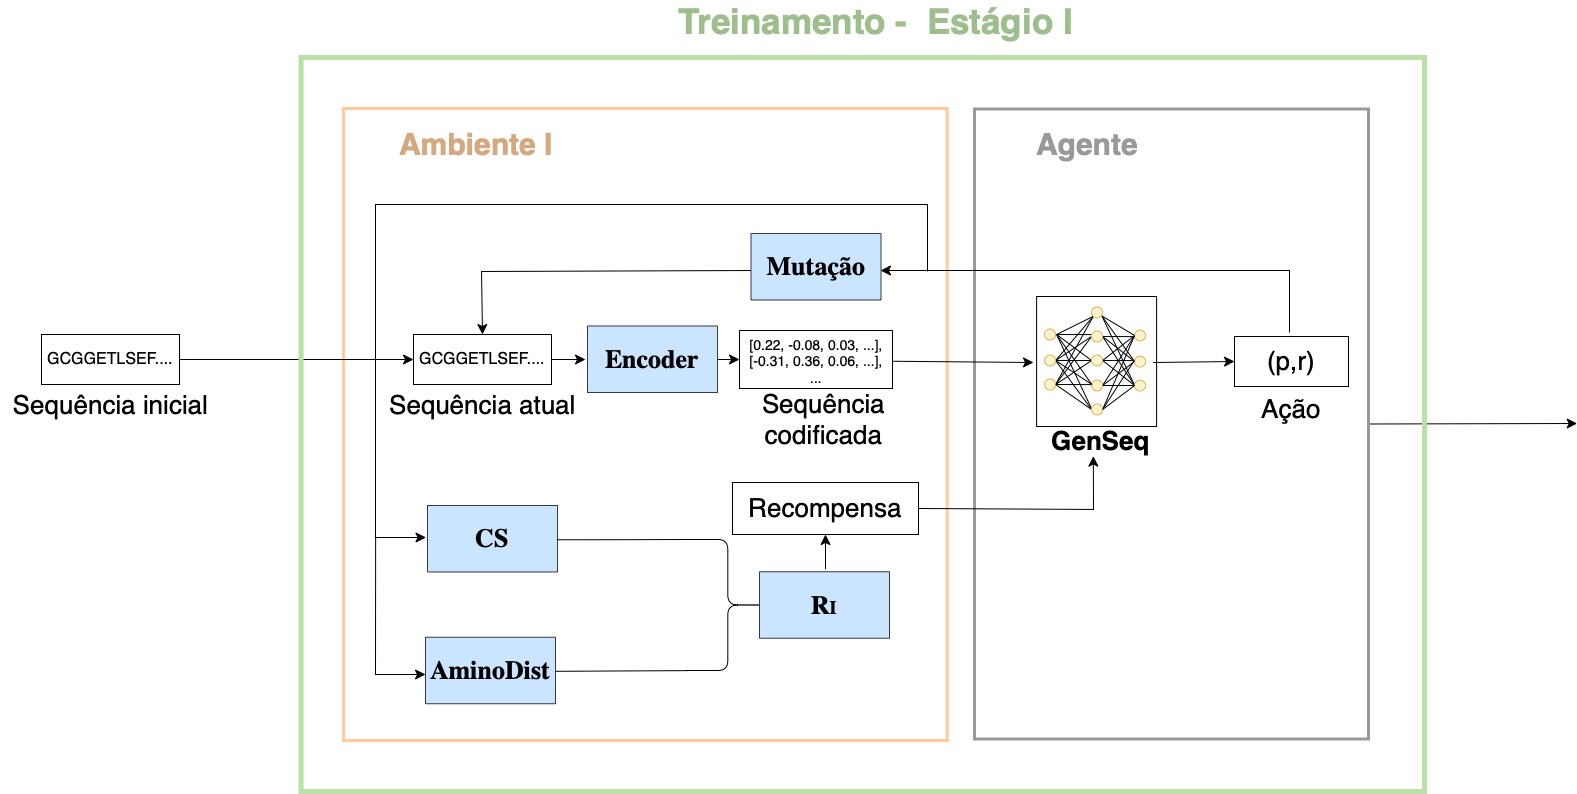 Treinamento - Estágio I
Ambiente I
Agente
Mutação
GCGGETLSEF....
Sequência inicial
GCGGETLSEF....
Sequência atual
Encoder
[0.22, -0.08, 0.03, ...],
[-0.31, 0.36, 0.06, ...],
...
Sequência
codificada
GenSeq
(p,r)
Ação
Recompensa
CS
RI
AminoDist